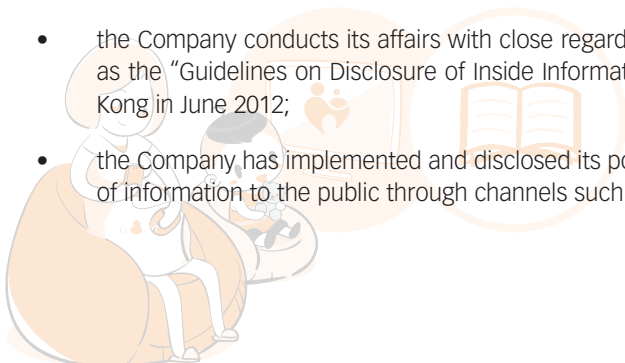 • the Company conducts its affairs with close regard
as the “Guidelines on Disclosure of Inside Informat
Kong in June 2012;
• the Company has implemented and disclosed its po
of information to the public through channels such